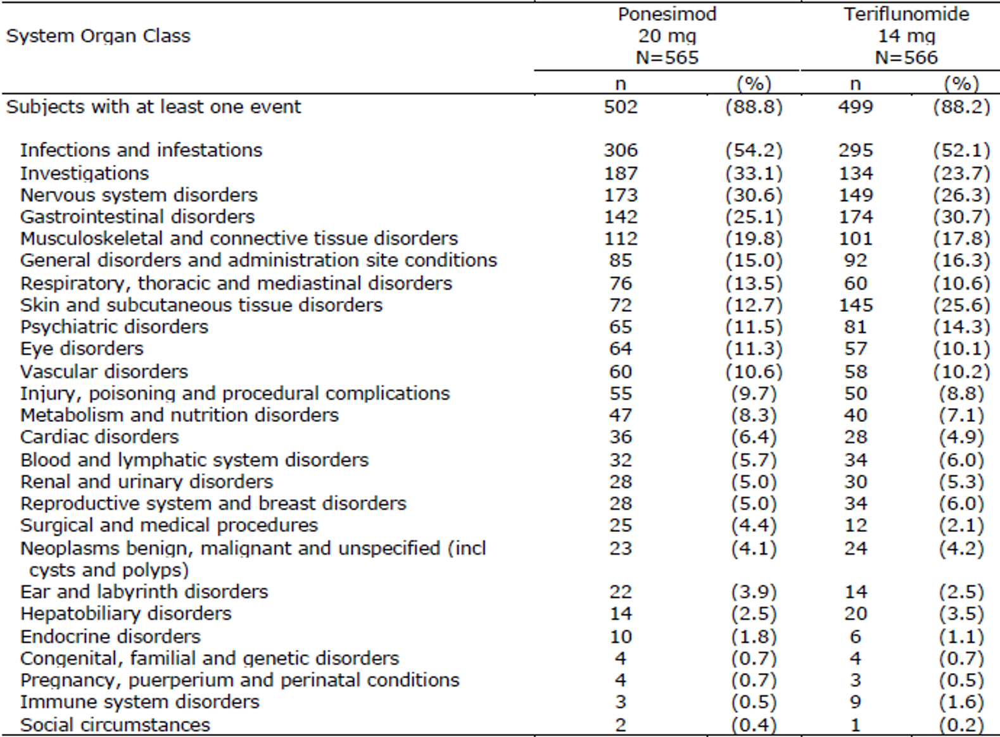 Ponesimod Teriflunomide
System Organ Class 20 mg 14 mg
N=565 N=566
n (%) n (%)
Subjects with at least one event 502 (88.8) 499 (88.2)
Infections and infestations 306 (54.2) 295 (52.1)
Investigations 187 (33.1) 134 (23.7)
Nervous system disorders 173 (30.6) 149 (26.3)
Gastrointestinal disorders 142 (25.1) 174 (30.7)
Musculoskeletal and connective tissue disorders 112 (19.8) 101 (17.8)
General disorders and administration site conditions 85 (15.0) 92 (16.3)
Respiratory, thoracic and mediastinal disorders 76 (13.5) 60 (10.6)
Skin and subcutaneous tissue disorders 72 (12.7) 145 (25.6)
Psychiatric disorders 65 (11.5) 81 (14.3)
Eye disorders 64 (11.3) 57 (10.1)
Vascular disorders 60 (10.6) 58 (10.2)
Injury, poisoning and procedural complications 55 (9.7) 50 (8.8)
Metabolism and nutrition disorders 47 (8.3) 40 (7.1)
Cardiac disorders 36 (6.4) 28 (4.9)
Blood and lymphatic system disorders 32 (5.7) 34 (6.0)
Renal and urinary disorders 28 (5.0) 30 (5.3)
Reproductive system and breast disorders 28 (5.0) 34 (6.0)
Surgical and medical procedures 25 (4.4) 12 (2.1)
Neoplasms benign, malignant and unspecified (incl 23 (4.1) 24 (4.2)
cysts and polyps)
Ear and labyrinth disorders 22 (3.9) 14 (2.5)
Hepatobiliary disorders 14 (2.5) 20 (3.5)
Endocrine disorders 10 (1.8) 6 (1.1)
Congenital, familial and genetic disorders 4 (0.7) 4 (0.7)
Pregnancy, puerperium and perinatal conditions 4 (0.7) 3 (0.5)
Immune system disorders 3 (0.5) 9 (1.6)
Social circumstances 2 (0.4) 1 (0.2)